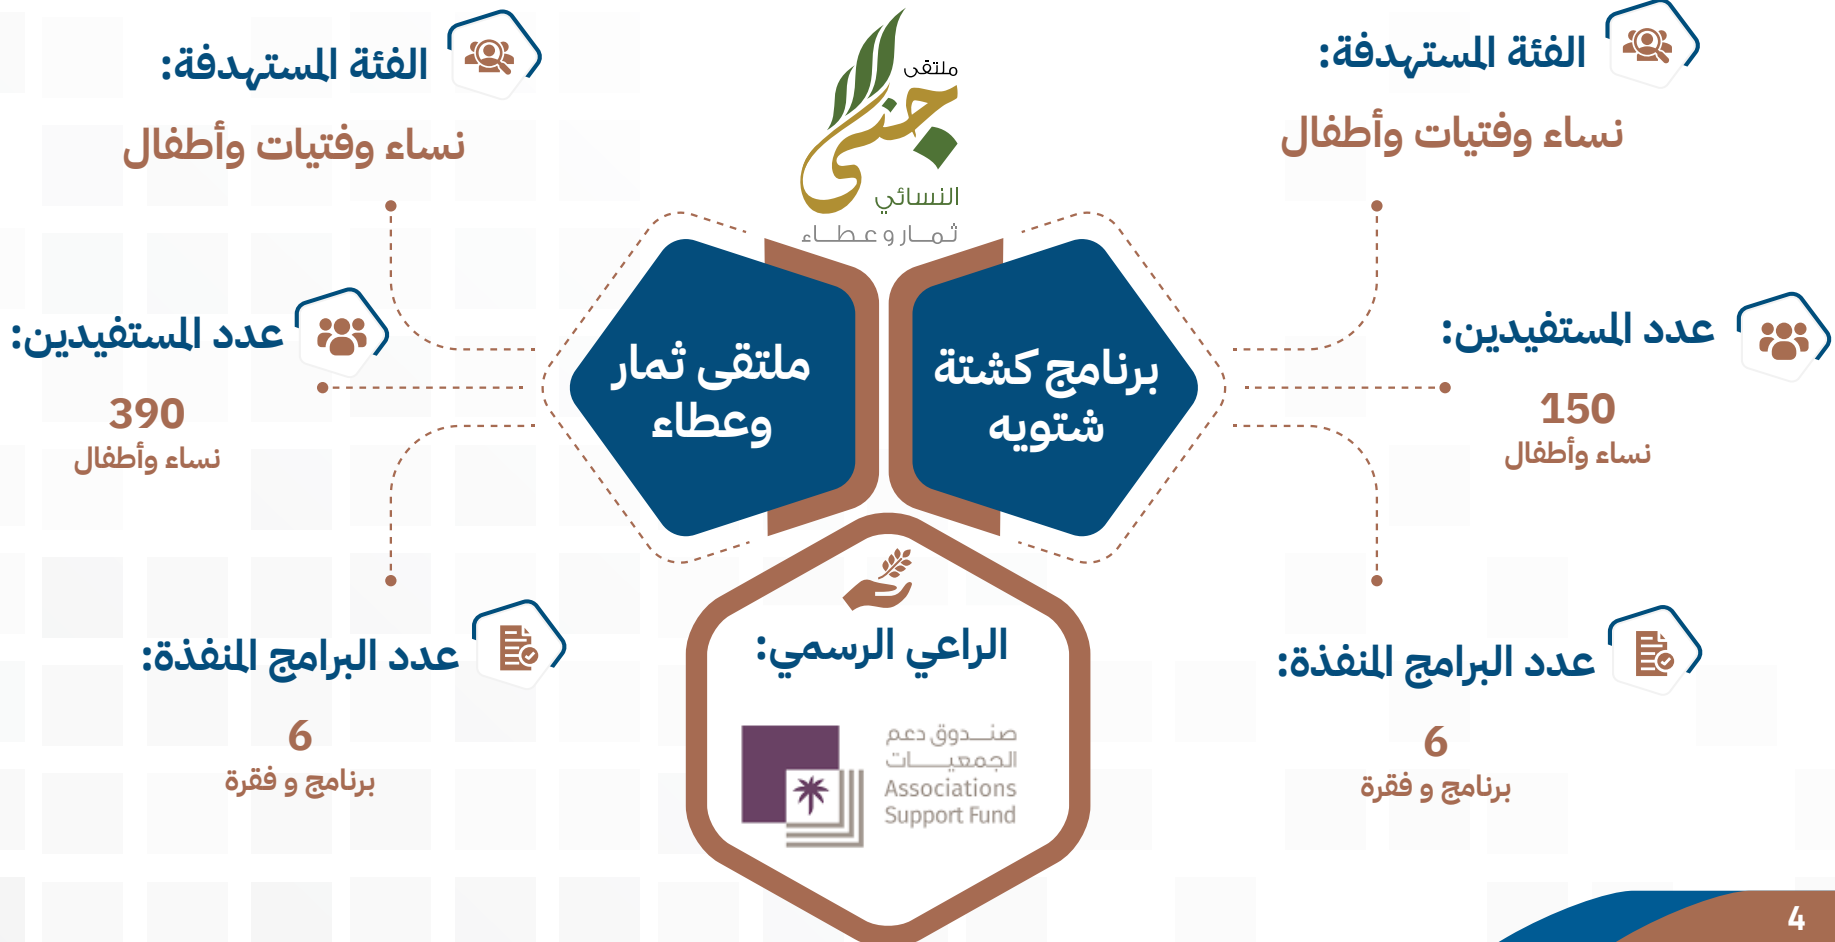 ملتقى
جنى
النسائي
ثمار وعطاء
برنامج كشتة
شتويه
الفئة المستهدفة:
نساء وفتيات وأطفال
عدد المستفيدين:
150
نساء وأطفال
عدد البرامج المنفذة:
6
برنامج و فقرة
ملتقى ثمار
وعطاء
الفئة المستهدفة:
نساء وفتيات وأطفال
عدد المستفيدين:
390
نساء وأطفال
عدد البرامج المنفذة:
6
برنامج و فقرة
الراعي الرسمي:
صندوق دعم
الجمعيات
Associations
Support Fund
4